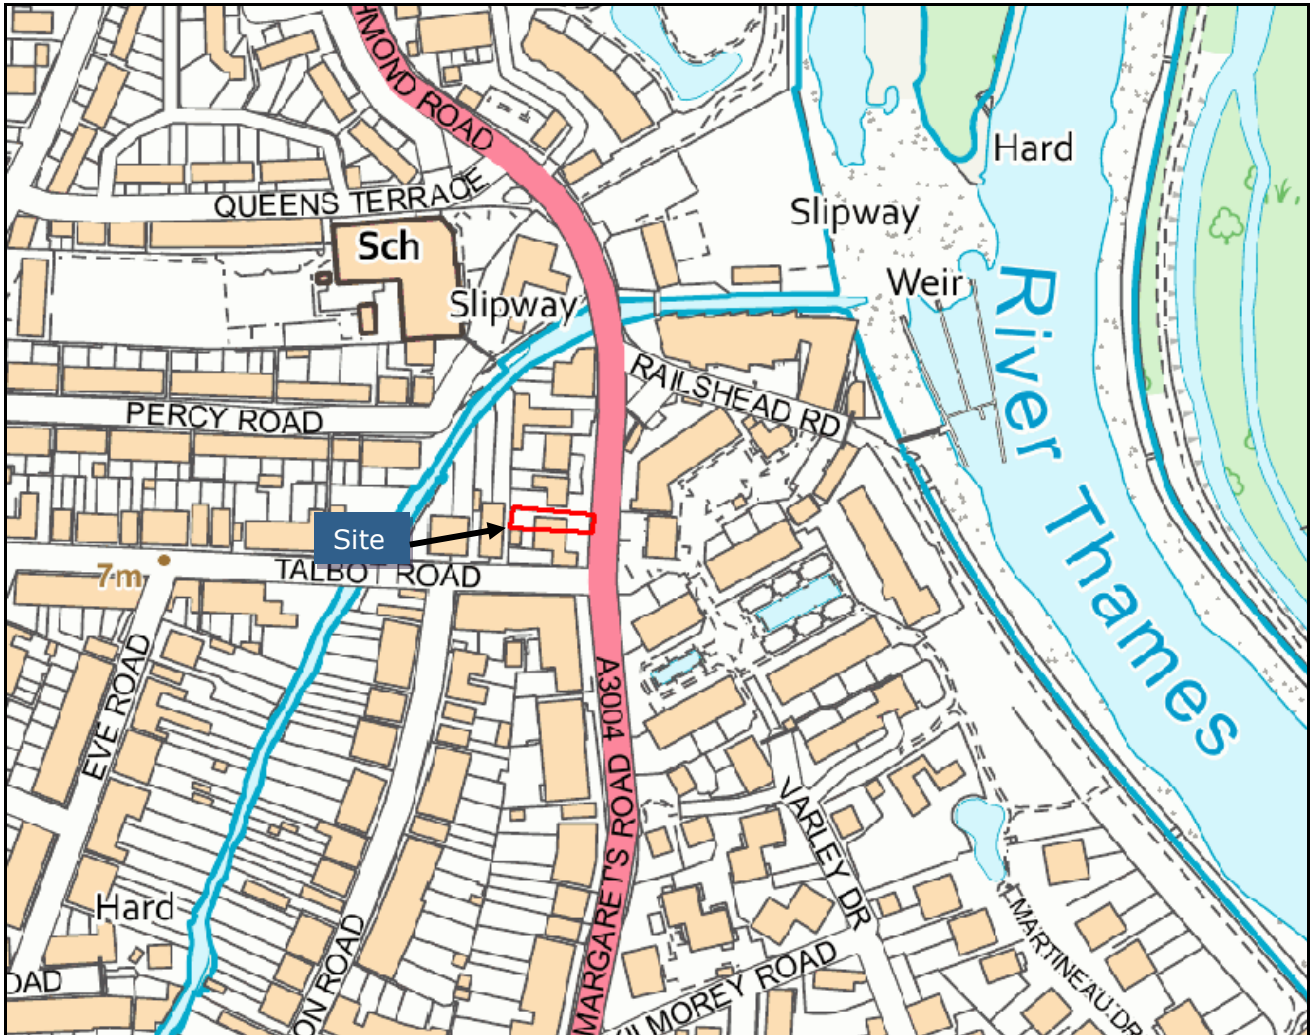 HMOND ROAD
Hard
QUEENS TERRACE
Slipway
Sch
Weir
Slipway
River Thames
RAILSHEAD RD
PERCY ROAD
Site
TALBOT ROAD
7m
EVE ROAD
A3004
MARGARET'S ROAD
VARLEY DR
Hard
MARTINEAU DR
ON ROAD
KILMOREY ROAD
OAD